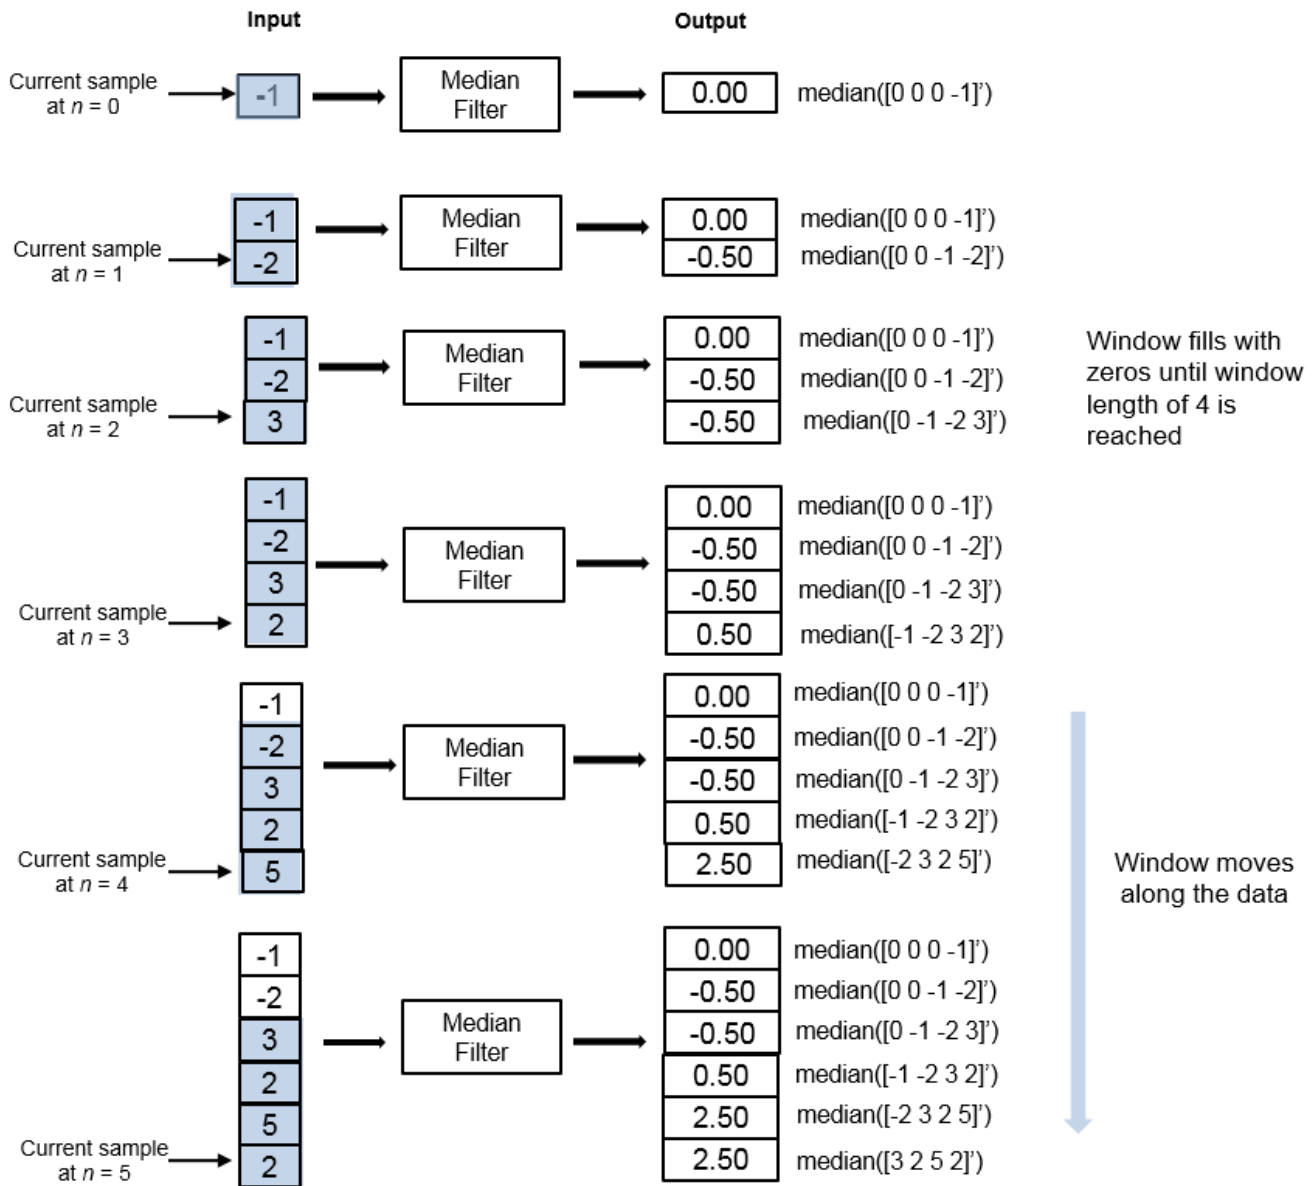 Input
Output
Current sample
at n = 0
-1
Median
Filter
0.00
median([0 0 0 -1]')
Current sample
at n = 1
-1
-2
Median
Filter
0.00
-0.50
median([0 0 0 -1]')
median([0 0 -1 -2]')
Current sample
at n = 2
-1
-2
3
Median
Filter
0.00
-0.50
-0.50
median([0 0 0 -1]')
median([0 0 -1 -2]')
median([0 -1 -2 3]')
Window fills with
zeros until window
length of 4 is
reached
Current sample
at n = 3
-1
-2
3
2
Median
Filter
0.00
-0.50
-0.50
0.50
median([0 0 0 -1]')
median([0 0 -1 -2]')
median([0 -1 -2 3]')
median([-1 -2 3 2]')
Current sample
at n = 4
-1
-2
3
2
5
Median
Filter
0.00
-0.50
-0.50
0.50
2.50
median([0 0 0 -1]')
median([0 0 -1 -2]')
median([0 -1 -2 3]')
median([-1 -2 3 2]')
median([-2 3 2 5]')
Window moves
along the data
Current sample
at n = 5
-1
-2
3
2
5
2
Median
Filter
0.00
-0.50
-0.50
0.50
2.50
2.50
median([0 0 0 -1]')
median([0 0 -1 -2]')
median([0 -1 -2 3]')
median([-1 -2 3 2]')
median([-2 3 2 5]')
median([3 2 5 2]')